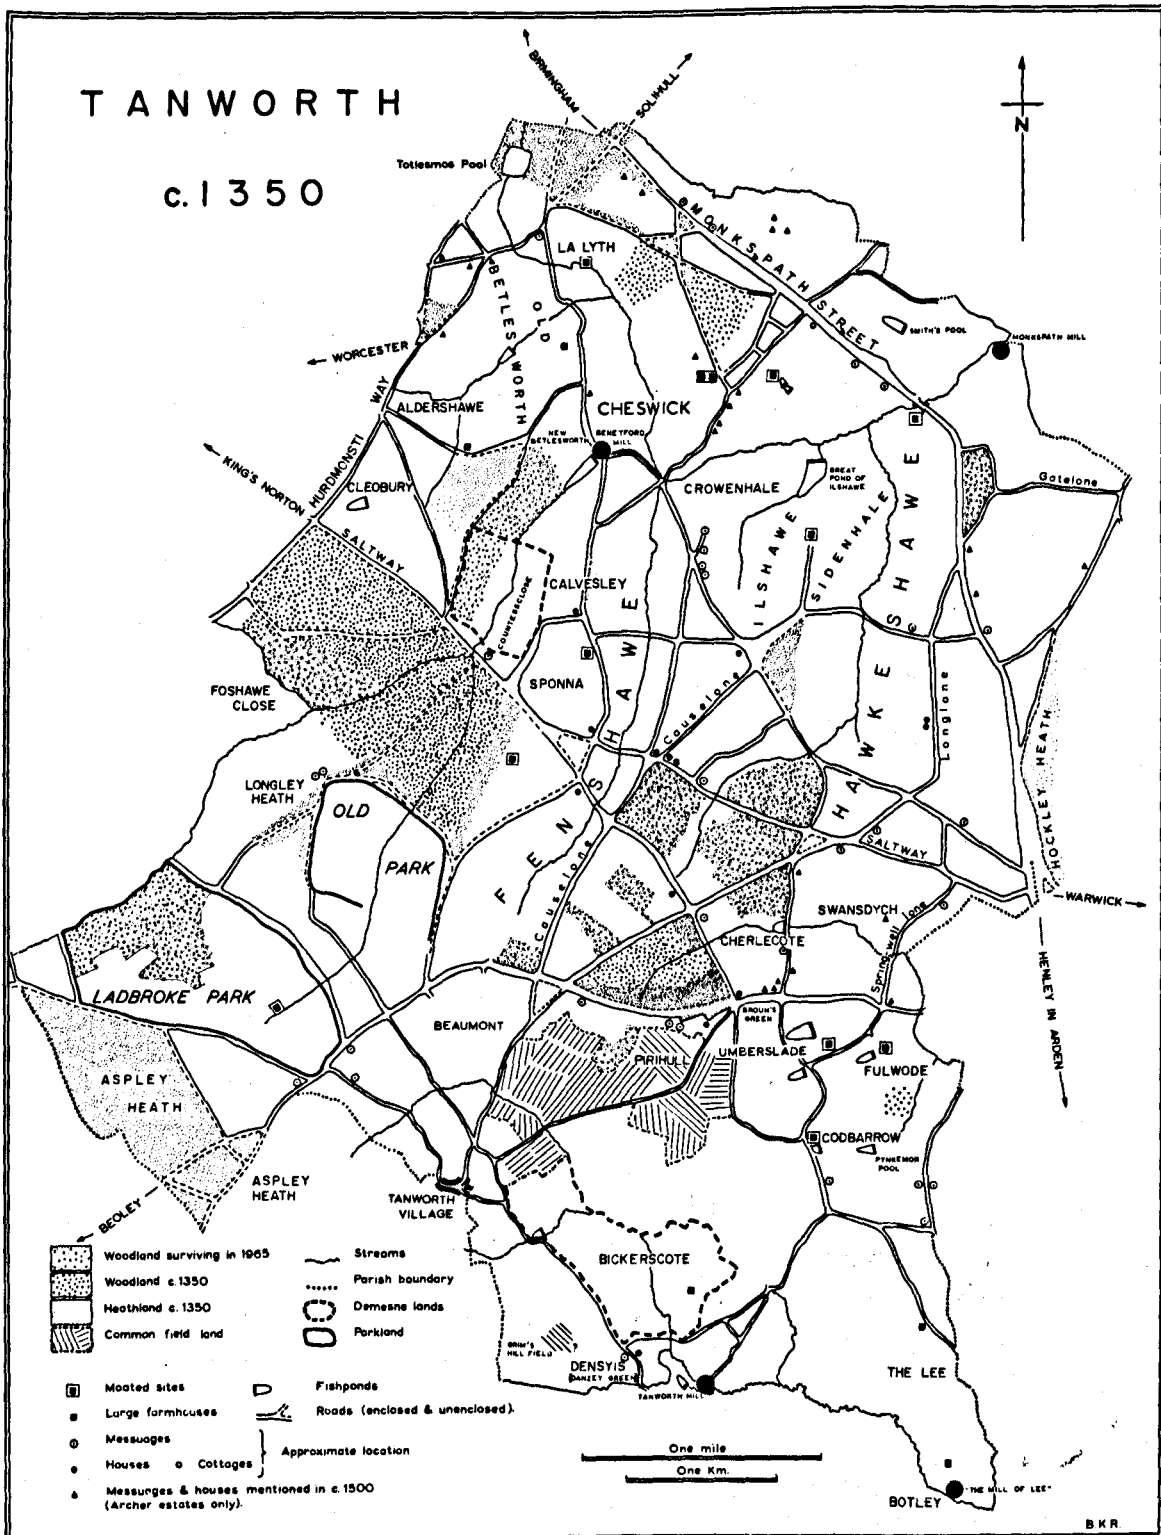 TANWORTH
c.1350
BIRMINGHAM
SOLIHULL
N
Totlesmos Pool
MONKSPATH STREET
LA LYTH
OLD
BETLESWORTH
SMITH'S POOL
MONKSPATH MILL
WORCESTER
HURDMONSTI WAY
ALDERSHAWE
CHESWICK
NEW
BETLESWORTH
BENEYFORD
MILL
KING'S NORTON
CLEOBURY
CROWENHALE
GREAT
POND OF
ILSHAWE
Gatelone
SALTWAY
ILSHAWE
SIDENHALE
HAWKESHAWE
CALVESLEY
COUNTESSCLOSE
FENSHAWE
SPONNA
Causelone
Longlone
FOSHAWE
CLOSE
HOCKLEY HEATH
LONGLEY
HEATH
OLD
PARK
Causelone
SALTWAY
WARWICK
SWANSDYCH
Springwell lone
CHERLECOTE
HENLEY IN ARDEN
LADBROKE PARK
BEAUMONT
BROUN'S
GREEN
PIRIHULL
UMBERSLADE
FULWODE
ASPLEY
HEATH
CODBARROW
PYNKEMOR
POOL
ASPLEY
HEATH
TANWORTH
VILLAGE
BEOLEY
BICKERSCOTE
Woodland surviving in 1965
Woodland c.1350
Heathland c.1350
Common field land
Streams
Parish boundary
Demesne lands
Parkland
GRIM'S
HILL FIELD
?
DENSYIS
(DANZEY GREEN)
TANWORTH MILL
THE LEE
Moated sites
Large farmhouses
Messuages
Houses o Cottages
Approximate location
Fishponds
Roads (enclosed & unenclosed).
Messuages & houses mentioned in c.1500
(Archer estates only).
One mile
One Km.
"THE MILL OF LEE"
BOTLEY
B K R.